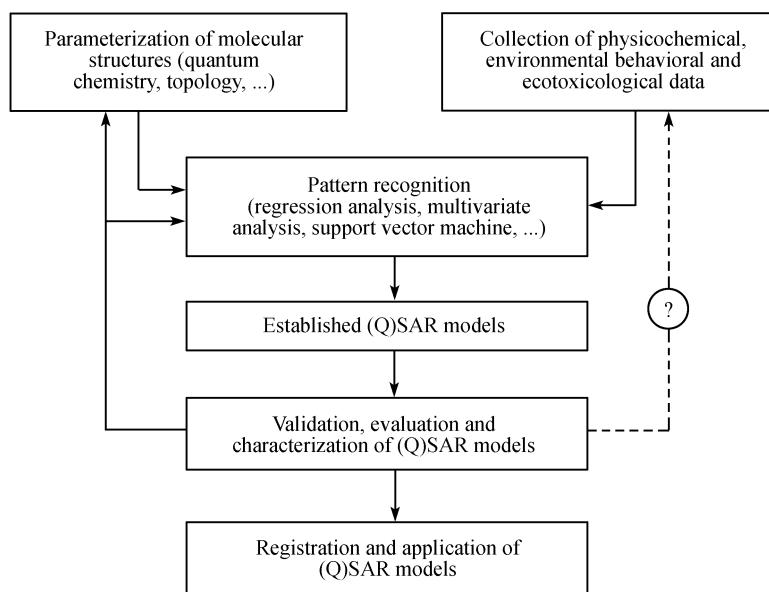 Parameterization of molecular
structures (quantum
chemistry, topology, ...)
Collection of physicochemical,
environmental behavioral and
ecotoxicological data
Pattern recognition
(regression analysis, multivariate
analysis, support vector machine, ...)
?
Established (Q)SAR models
Validation, evaluation and
characterization of (Q)SAR models
Registration and application of
(Q)SAR models